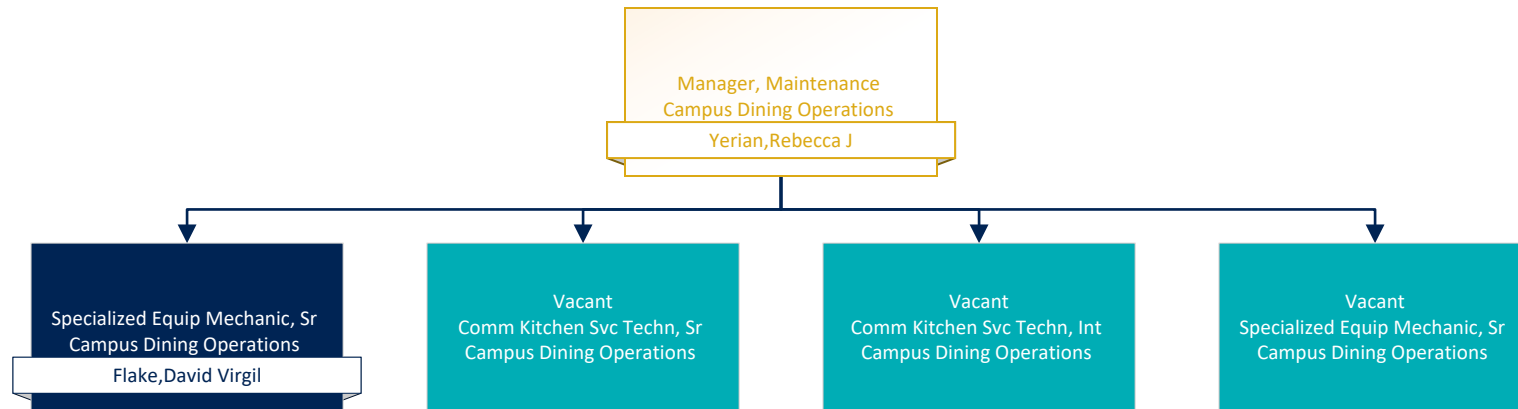 Manager, Maintenance
Campus Dining Operations
Yerian,Rebecca J
Specialized Equip Mechanic, Sr
Campus Dining Operations
Flake,David Virgil
Vacant
Comm Kitchen Svc Techn, Sr
Campus Dining Operations
Vacant
Comm Kitchen Svc Techn, Int
Campus Dining Operations
Vacant
Specialized Equip Mechanic, Sr
Campus Dining Operations